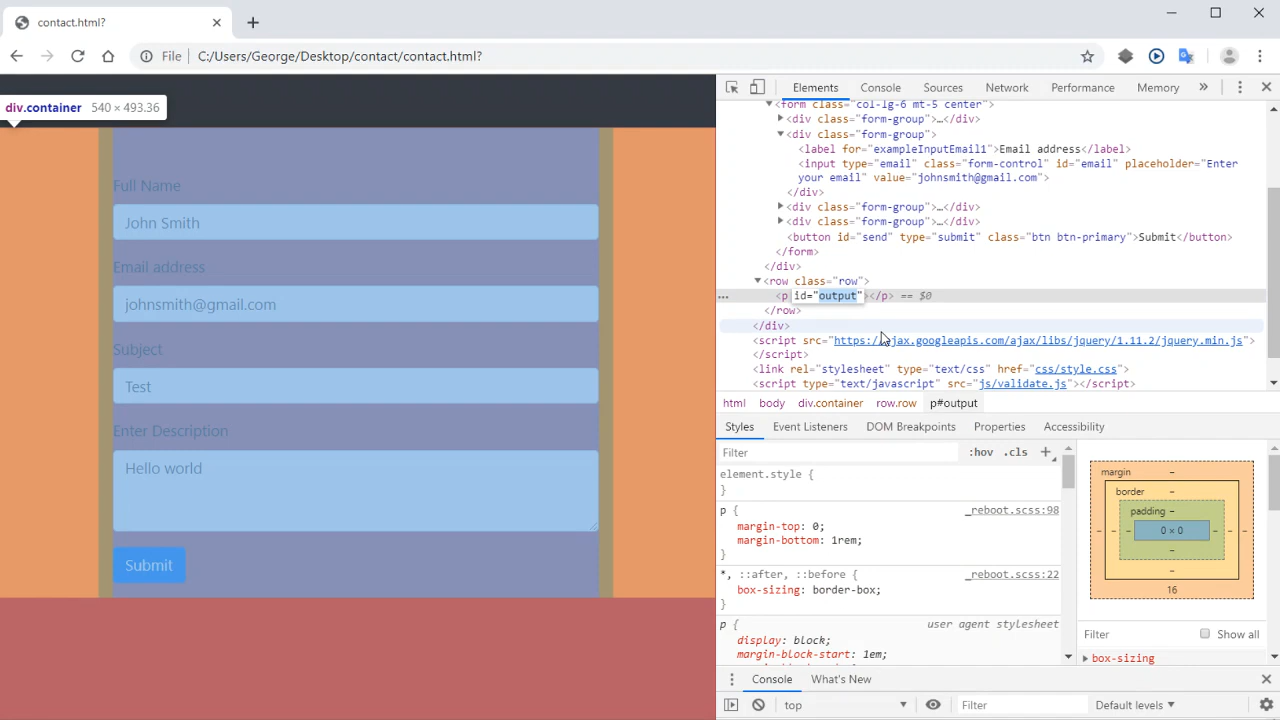 contact.html?
File
C:/Users/George/Desktop/contact/contact.html?
div.container 540 × 493.36
Full Name
John Smith
Email address
johnsmith@gmail.com
Subject
Test
Enter Description
Hello world
Submit
Elements Console Sources Network Performance Memory »
<form class="col-lg-6 mt-5 center">
<div class="form-group">…</div>
<div class="form-group">
<label for="exampleInputEmail1">Email address</label>
<input type="email" class="form-control" id="email" placeholder="Enter
your email" value="johnsmith@gmail.com">
</div>
<div class="form-group">…</div>
<div class="form-group">…</div>
<button id="send" type="submit" class="btn btn-primary">Submit</button>
</form>
</div>
<row class="row">
<p id="output"></p> == $0
</row>
</div>
<script src="https://ajax.googleapis.com/ajax/libs/jquery/1.11.2/jquery.min.js">
</script>
<link rel="stylesheet" type="text/css" href="css/style.css">
<script type="text/javascript" src="js/validate.js"></script>
html body div.container row.row p#output
Styles Event Listeners DOM Breakpoints Properties Accessibility
Filter :hov .cls +
element.style {
}
p { _reboot.scss:98
margin-top: 0;
margin-bottom: 1rem;
}
*, ::after, ::before { _reboot.scss:22
box-sizing: border-box;
}
p { user agent stylesheet
display: block;
margin-block-start: 1em;
margin –
border –
padding –
– – – 0 × 0 – – –
–
–
16
Filter Show all
box-sizing
Console What's New
top Filter Default levels